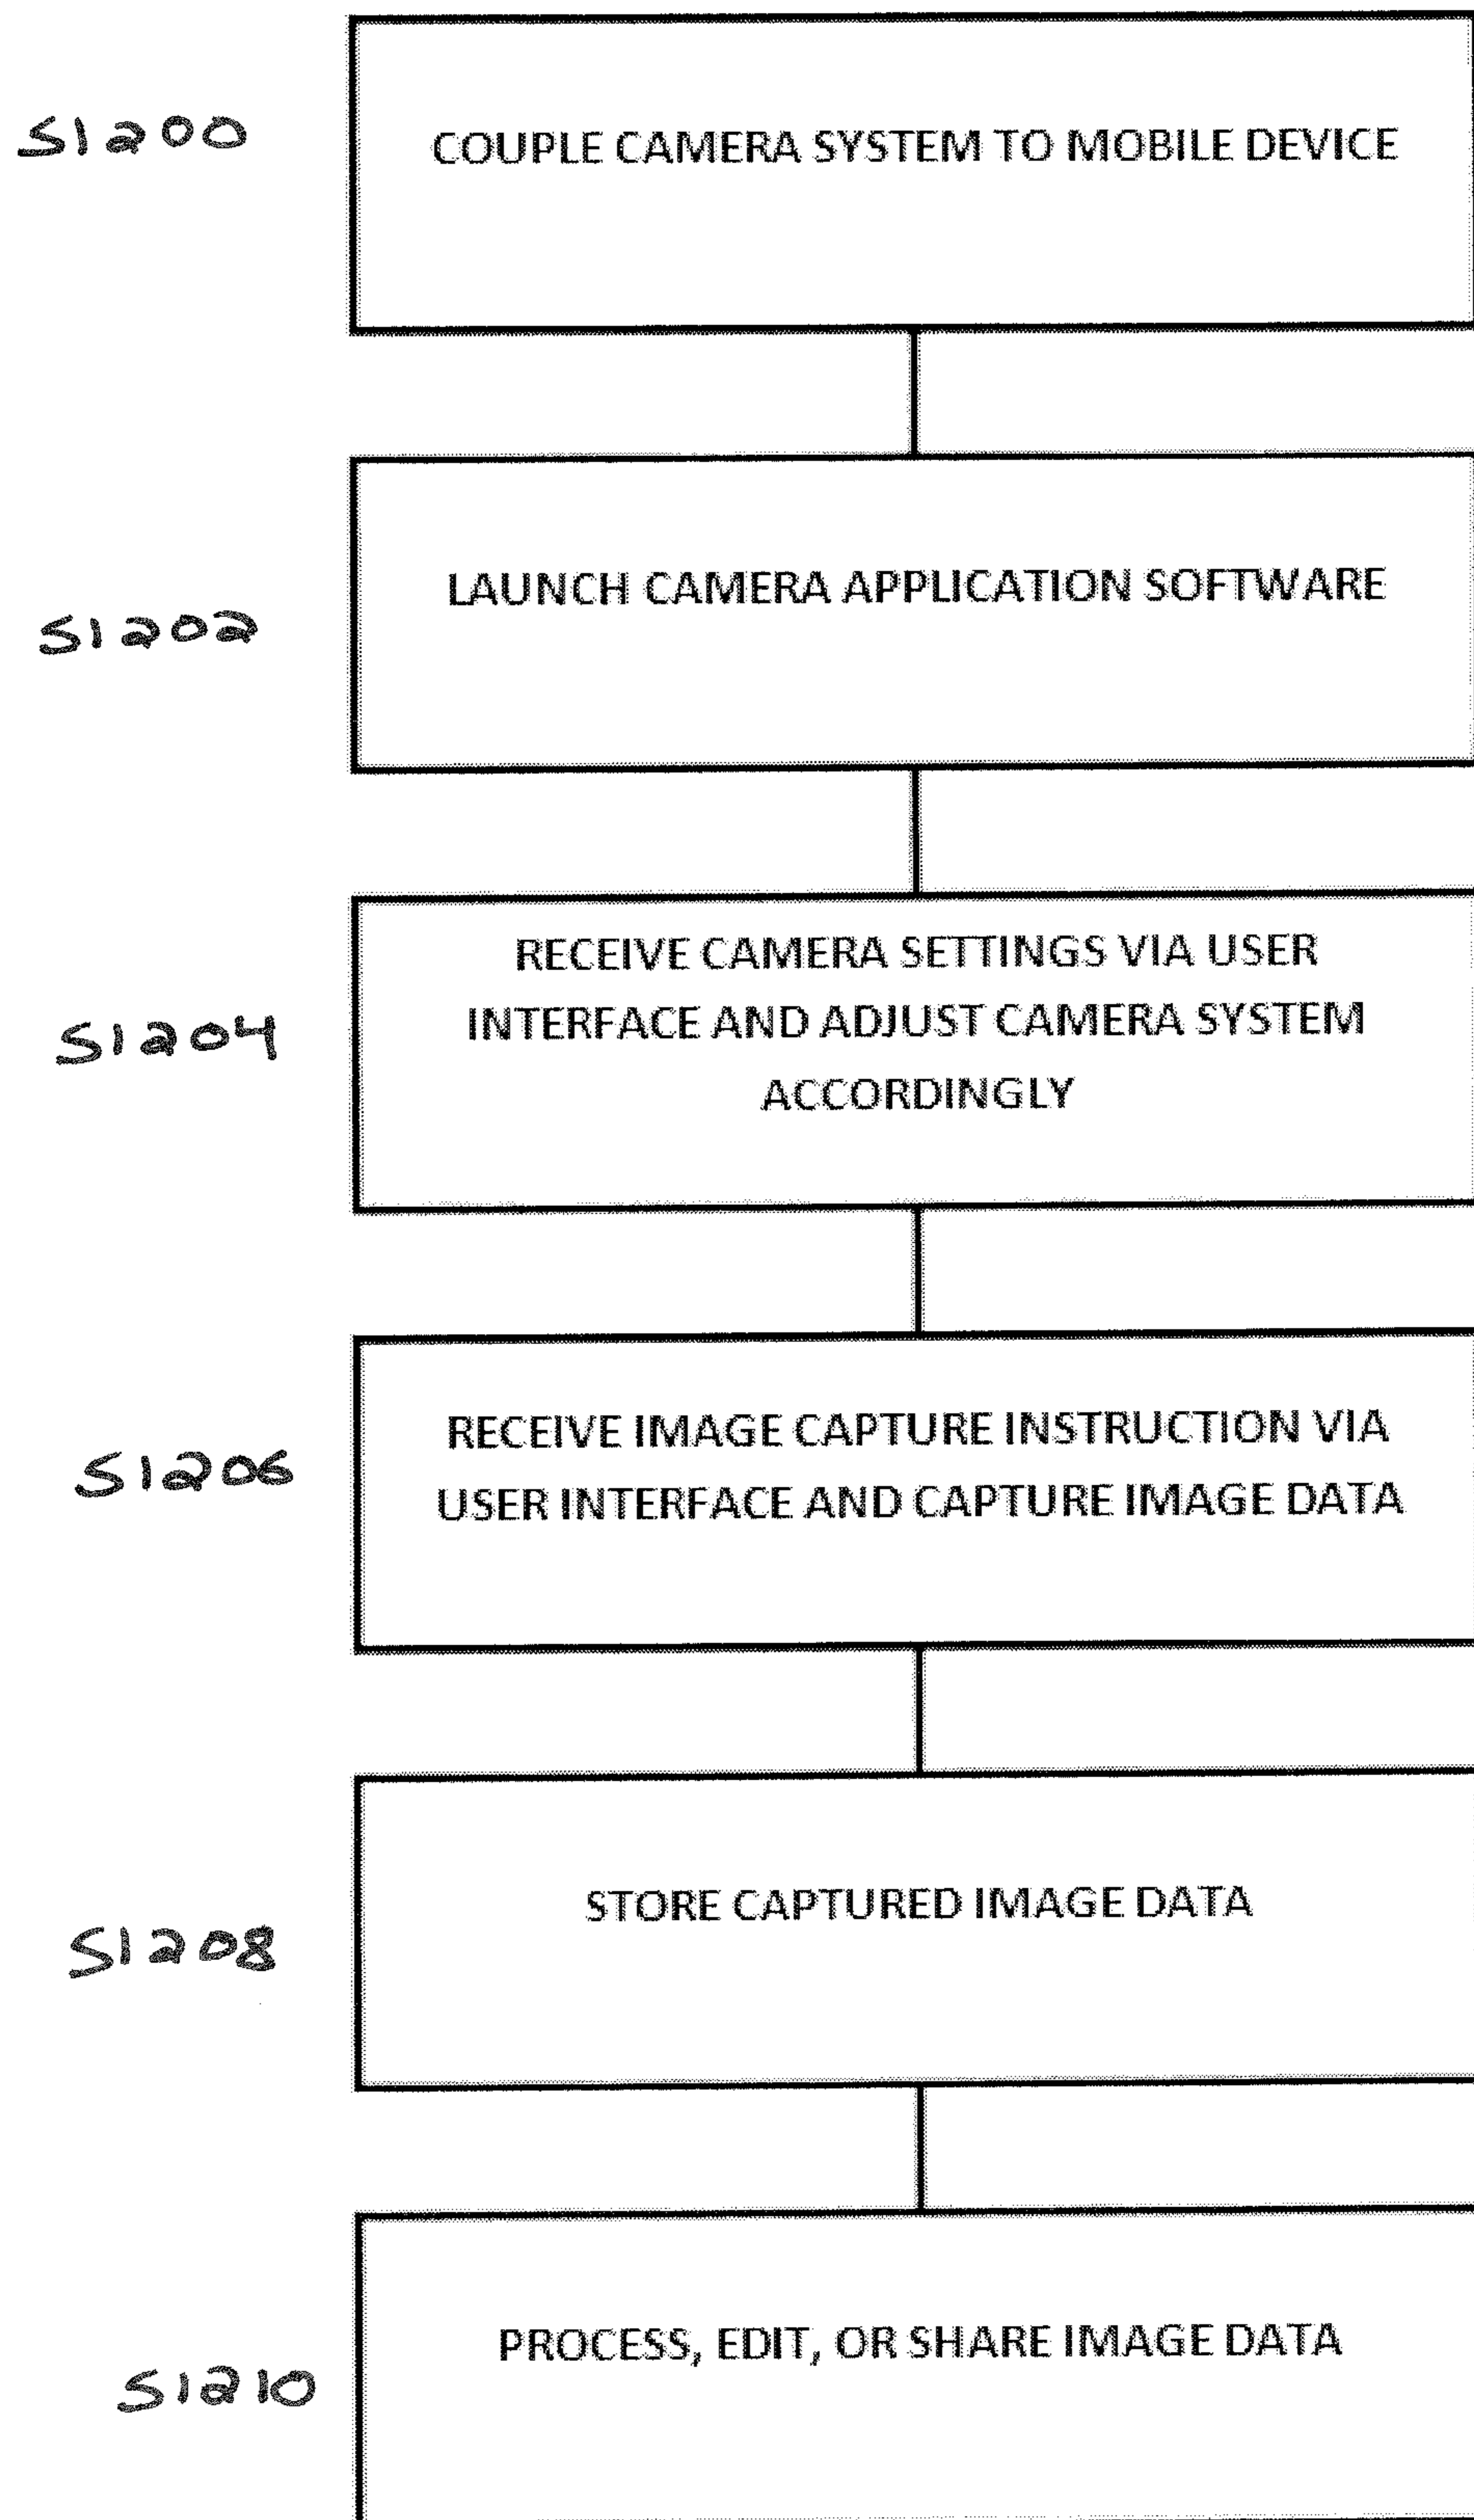 S1200
COUPLE CAMERA SYSTEM TO MOBILE DEVICE
S1202
LAUNCH CAMERA APPLICATION SOFTWARE
S1204
RECEIVE CAMERA SETTINGS VIA USER
INTERFACE AND ADJUST CAMERA SYSTEM
ACCORDINGLY
S1206
RECEIVE IMAGE CAPTURE INSTRUCTION VIA
USER INTERFACE AND CAPTURE IMAGE DATA
S1208
STORE CAPTURED IMAGE DATA
S1210
PROCESS, EDIT, OR SHARE IMAGE DATA